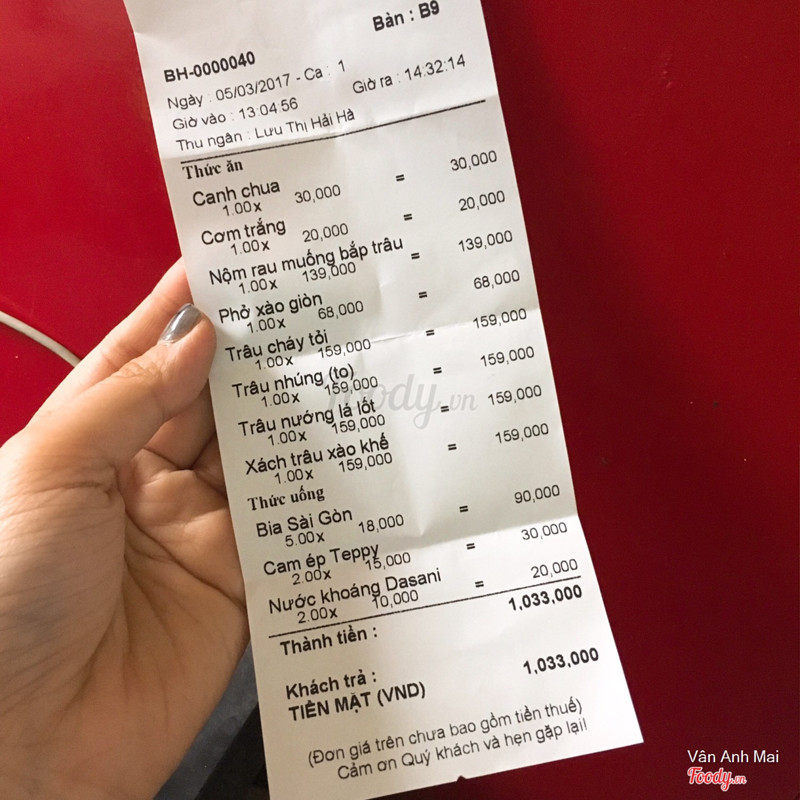 Bàn : B9
BH-0000040
Ngày : 05/03/2017 - Ca : 1
Giờ vào : 13:04:56 Giờ ra : 14:32:14
Thu ngân : Lưu Thị Hải Hà
Thức ăn
Canh chua
1.00x 30,000 = 30,000
Cơm trắng
1.00x 20,000 = 20,000
Nộm rau muống bắp trâu
1.00x 139,000 = 139,000
Phở xào giòn
1.00x 68,000 = 68,000
Trâu cháy tỏi
1.00x 159,000 = 159,000
Trâu nhúng (to)
1.00x 159,000 = 159,000
Trâu nướng lá lốt
1.00x 159,000 = 159,000
Xách trâu xào khế
1.00x 159,000 = 159,000
Thức uống
Bia Sài Gòn
5.00x 18,000 = 90,000
Cam ép Teppy
2.00x 15,000 = 30,000
Nước khoáng Dasani
2.00x 10,000 = 20,000
Thành tiền : 1,033,000
Khách trả : 1,033,000
TIỀN MẶT (VND)
(Đơn giá trên chưa bao gồm tiền thuế)
Cảm ơn Quý khách và hẹn gặp lại!
foody.vn
Vân Anh Mai
Foody.vn